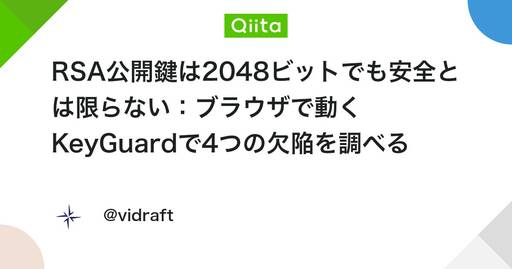 Qiita
RSA公開鍵は2048ビットでも安全と
は限らない：ブラウザで動く
KeyGuardで4つの欠陥を調べる
@vidraft